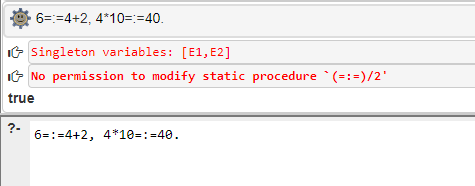 6=:=4+2, 4*10=:=40.
Singleton variables: [E1,E2]
No permission to modify static procedure `(=:=)/2'
true
?- 6=:=4+2, 4*10=:=40.